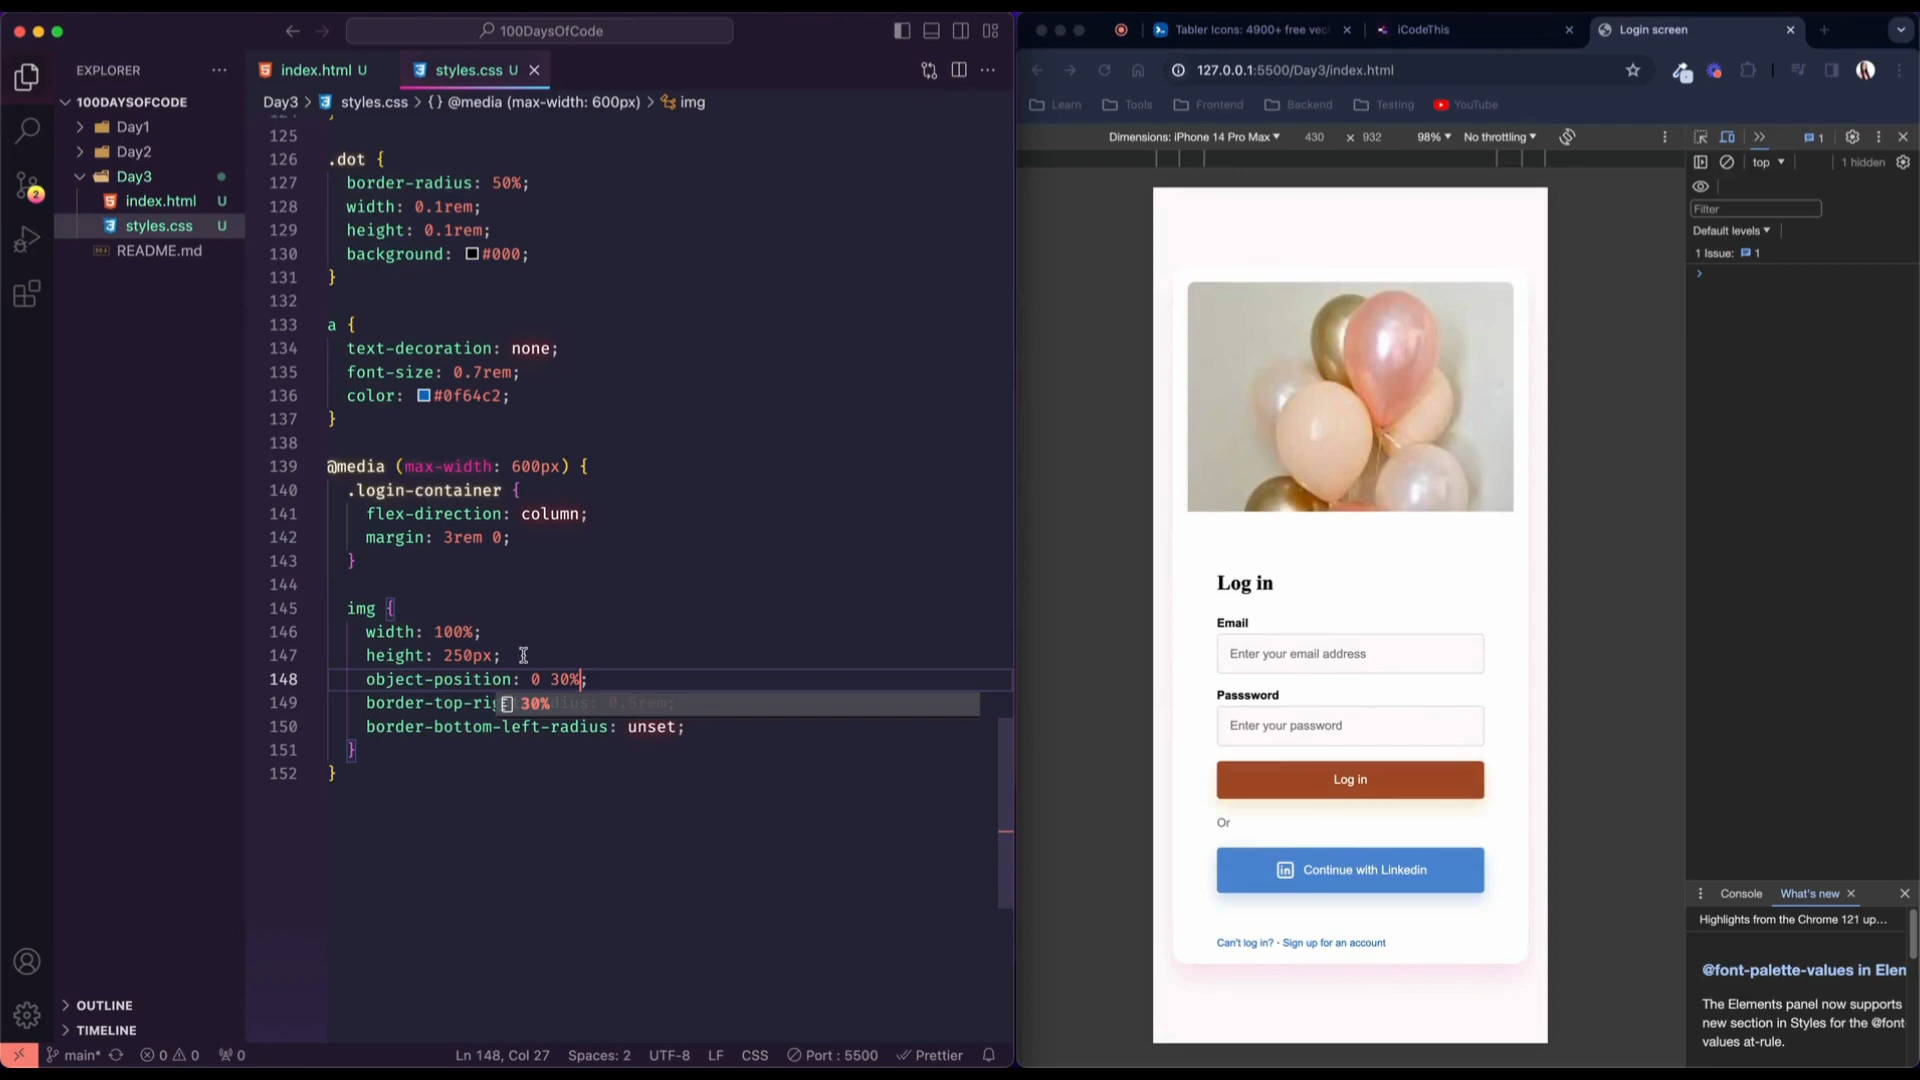 100DaysOfCode
EXPLORER
100DAYSOFCODE
Day1
Day2
Day3
index.html U
styles.css U
README.md
OUTLINE
TIMELINE
index.html U
styles.css U
Day3 > styles.css > {} @media (max-width: 600px) > img
125
126 .dot {
127 border-radius: 50%;
128 width: 0.1rem;
129 height: 0.1rem;
130 background: #000;
131 }
132
133 a {
134 text-decoration: none;
135 font-size: 0.7rem;
136 color: #0f64c2;
137 }
138
139 @media (max-width: 600px) {
140 .login-container {
141 flex-direction: column;
142 margin: 3rem 0;
143 }
144
145 img {
146 width: 100%;
147 height: 250px;
148 object-position: 0 30%;
30%
149 border-top-ri dius: 0.5rem;
150 border-bottom-left-radius: unset;
151 }
152 }
2
main* 0 0 0
Ln 148, Col 27 Spaces: 2 UTF-8 LF CSS Port : 5500 Prettier
Tabler Icons: 4900+ free vec
iCodeThis
Login screen
127.0.0.1:5500/Day3/index.html
Learn Tools Frontend Backend Testing YouTube
Dimensions: iPhone 14 Pro Max 430 × 932 98% No throttling
Log in
Email
Enter your email address
Passsword
Enter your password
Log in
Or
in Continue with Linkedin
Can't log in? · Sign up for an account
1
top 1 hidden
Filter
Default levels
1 Issue: 1
Console What's new
Highlights from the Chrome 121 up...
@font-palette-values in Elen
The Elements panel now supports
new section in Styles for the @font
values at-rule.